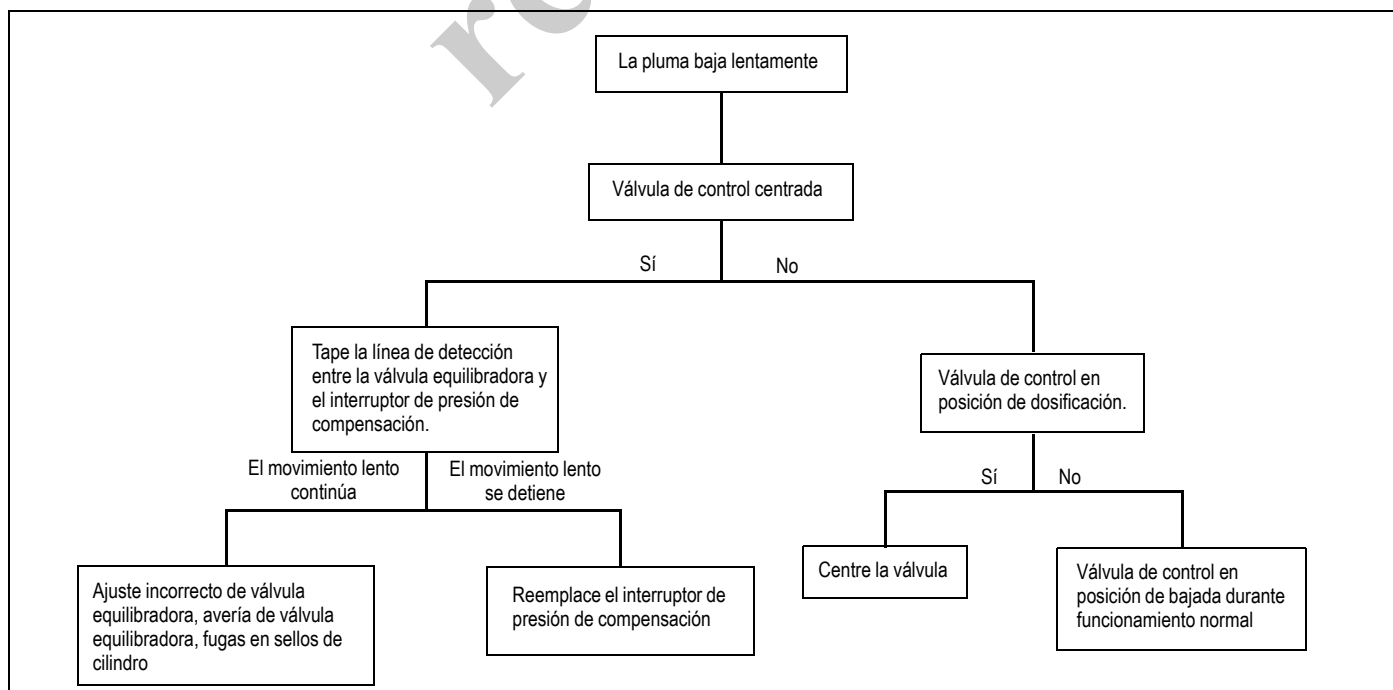 La pluma baja lentamente
Válvula de control centrada
Sí
No
Tape la línea de detección
entre la válvula equilibradora y
el interruptor de presión de
compensación.
Válvula de control en
posición de dosificación.
El movimiento lento
continúa
El movimiento lento
se detiene
Sí
No
Ajuste incorrecto de válvula
equilibradora, avería de válvula
equilibradora, fugas en sellos de
cilindro
Reemplace el interruptor de
presión de compensación
Centre la válvula
Válvula de control en
posición de bajada durante
funcionamiento normal